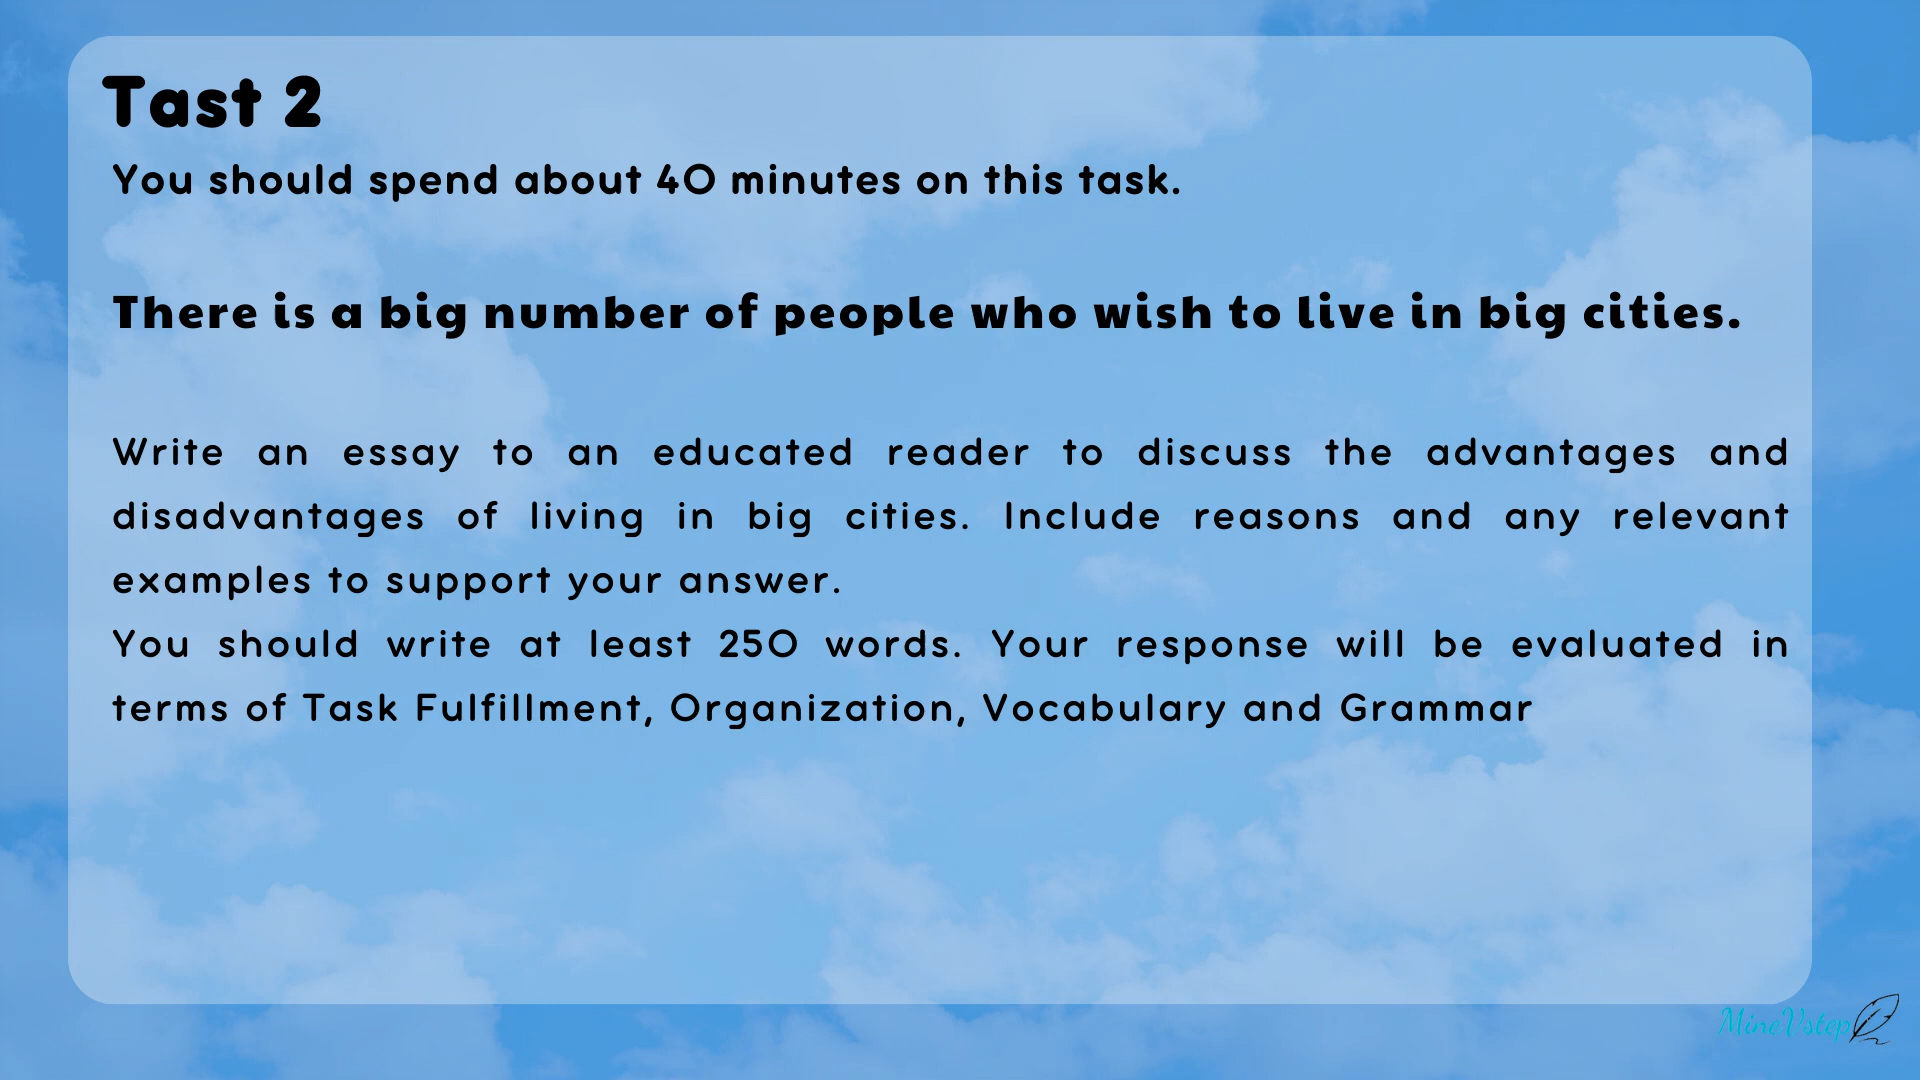 Tast 2
You should spend about 40 minutes on this task.
There is a big number of people who wish to live in big cities.
Write an essay to an educated reader to discuss the advantages and
disadvantages of living in big cities. Include reasons and any relevant
examples to support your answer.
You should write at least 250 words. Your response will be evaluated in
terms of Task Fulfillment, Organization, Vocabulary and Grammar
MineVstep